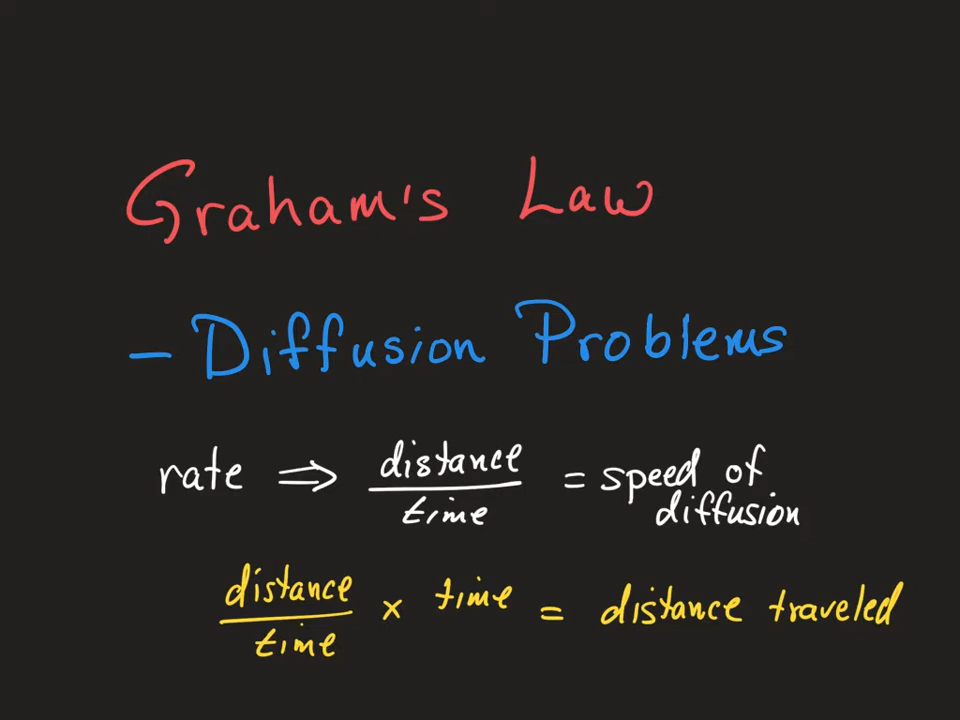 Graham's Law
- Diffusion Problems
rate ⇒ distance/time = speed of diffusion
distance/time × time = distance traveled